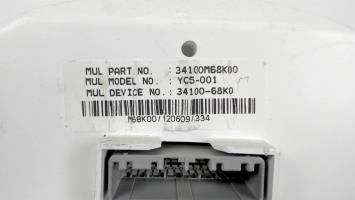 MUL PART NO. : 34100M68K00
MUL MODEL NO. : YC5-001
MUL DEVICE NO. : 34100-68K0
M68K00/120609/334